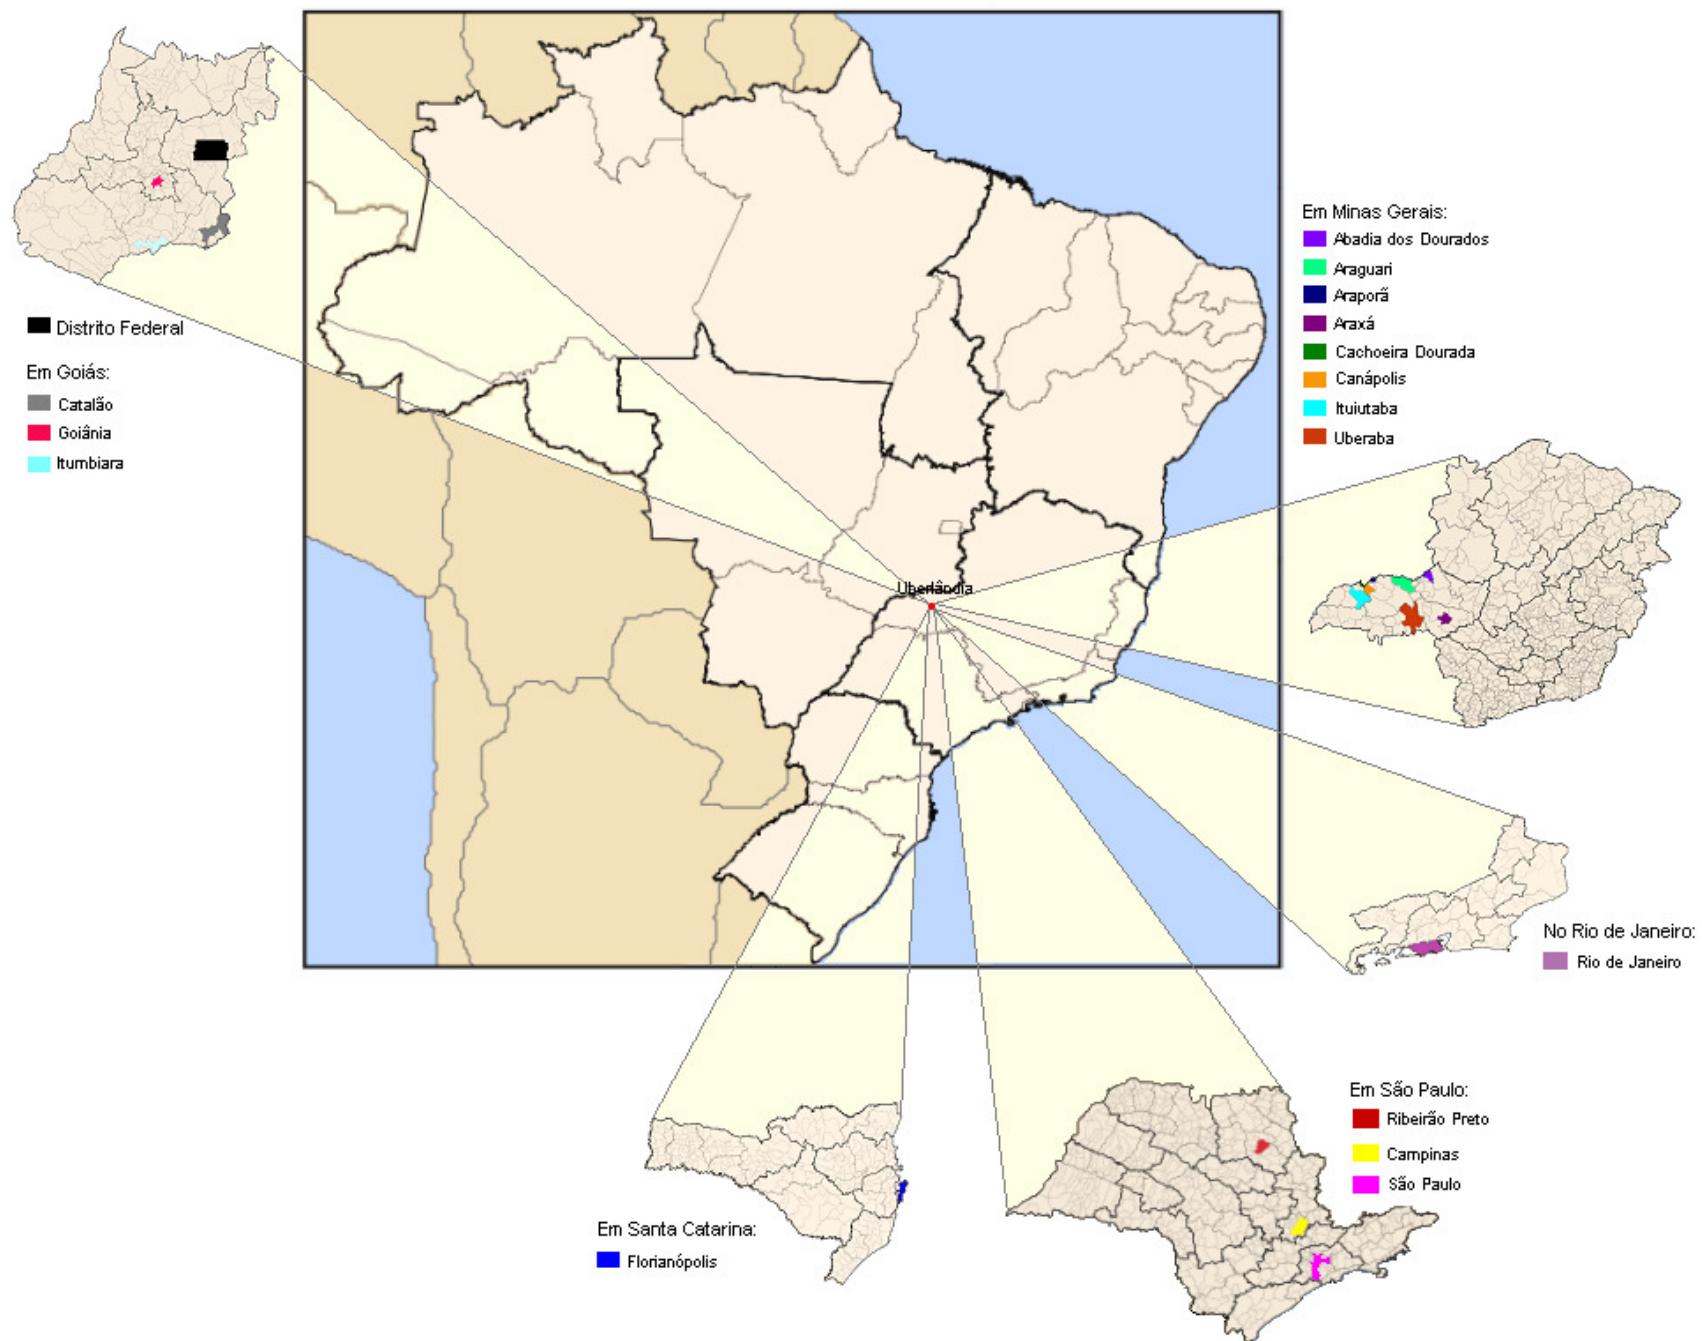 Distrito Federal
Em Goiás:
Catalão
Goiânia
Itumbiara
Uberlândia
Em Minas Gerais:
Abadia dos Dourados
Araguari
Araporã
Araxá
Cachoeira Dourada
Canápolis
Ituiutaba
Uberaba
No Rio de Janeiro:
Rio de Janeiro
Em São Paulo:
Ribeirão Preto
Campinas
São Paulo
Em Santa Catarina:
Florianópolis